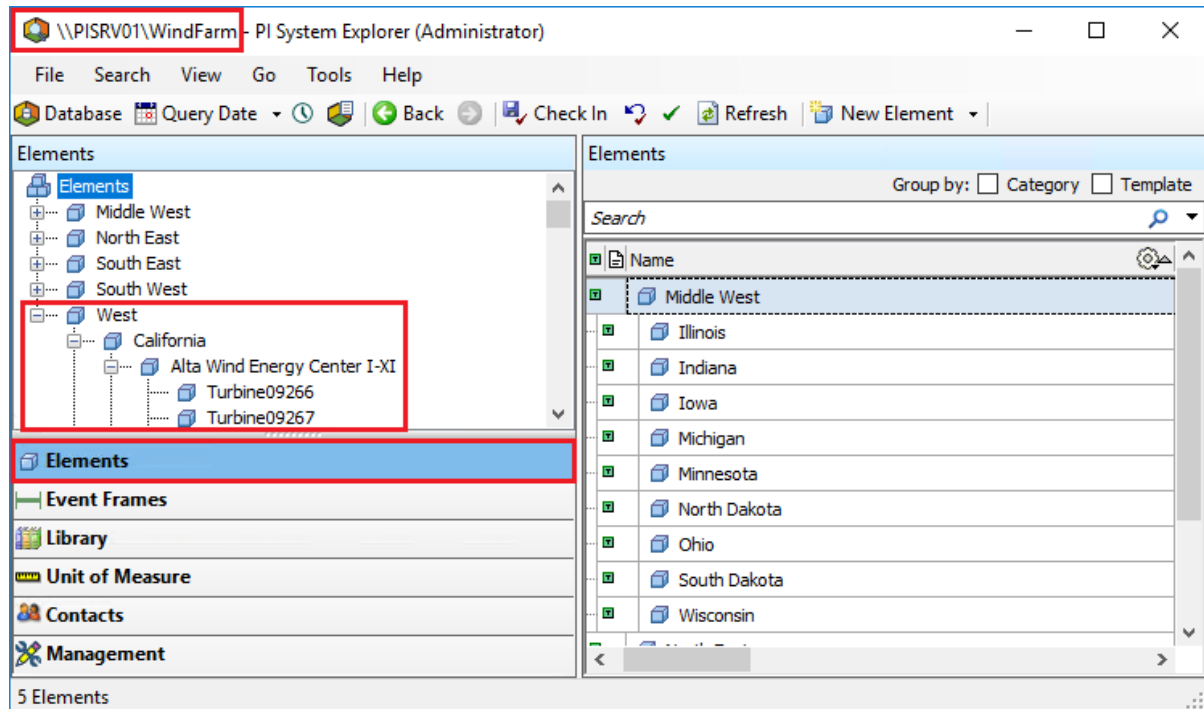 \\PISRV01\WindFarm - PI System Explorer (Administrator)
File Search View Go Tools Help
Database Query Date Back Check In Refresh New Element
Elements
Elements
Middle West
North East
South East
South West
West
California
Alta Wind Energy Center I-XI
Turbine09266
Turbine09267
Elements
Event Frames
Library
Unit of Measure
Contacts
Management
Elements
Group by: Category Template
Search
Name
Middle West
Illinois
Indiana
Iowa
Michigan
Minnesota
North Dakota
Ohio
South Dakota
Wisconsin
5 Elements